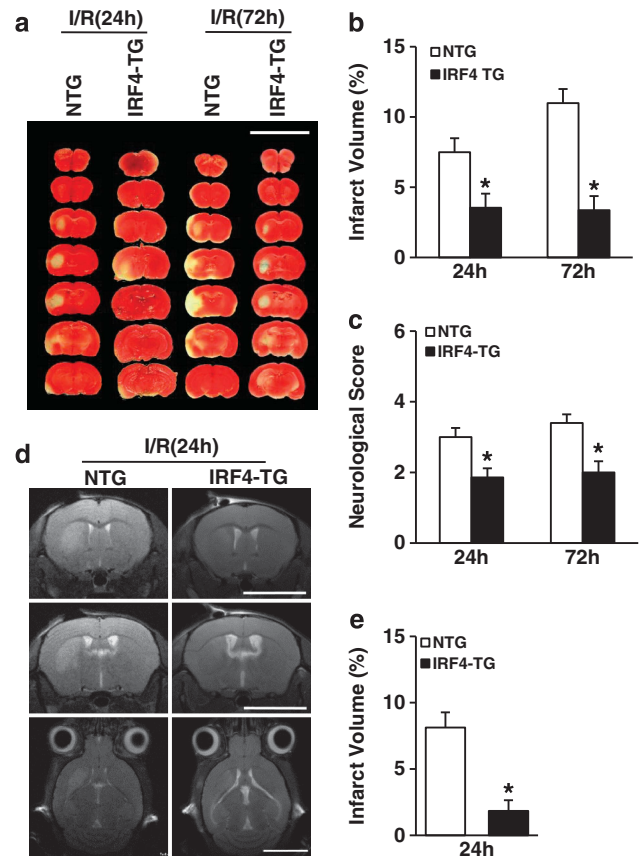 a
I/R(24h)
I/R(72h)
NTG
IRF4-TG
NTG
IRF4-TG
b
Infarct Volume (%)
15
10
5
0
NTG
IRF4 TG
*
*
24h
72h
c
Neurological Score
6
4
2
0
NTG
IRF4-TG
*
*
24h
72h
d
I/R(24h)
NTG
IRF4-TG
e
Infarct Volume (%)
15
10
5
0
NTG
IRF4-TG
*
24h